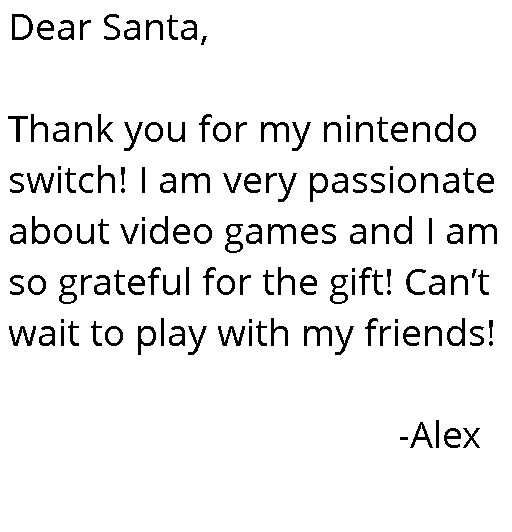 Dear Santa,
Thank you for my nintendo
switch! I am very passionate
about video games and I am
so grateful for the gift! Can’t
wait to play with my friends!
-Alex